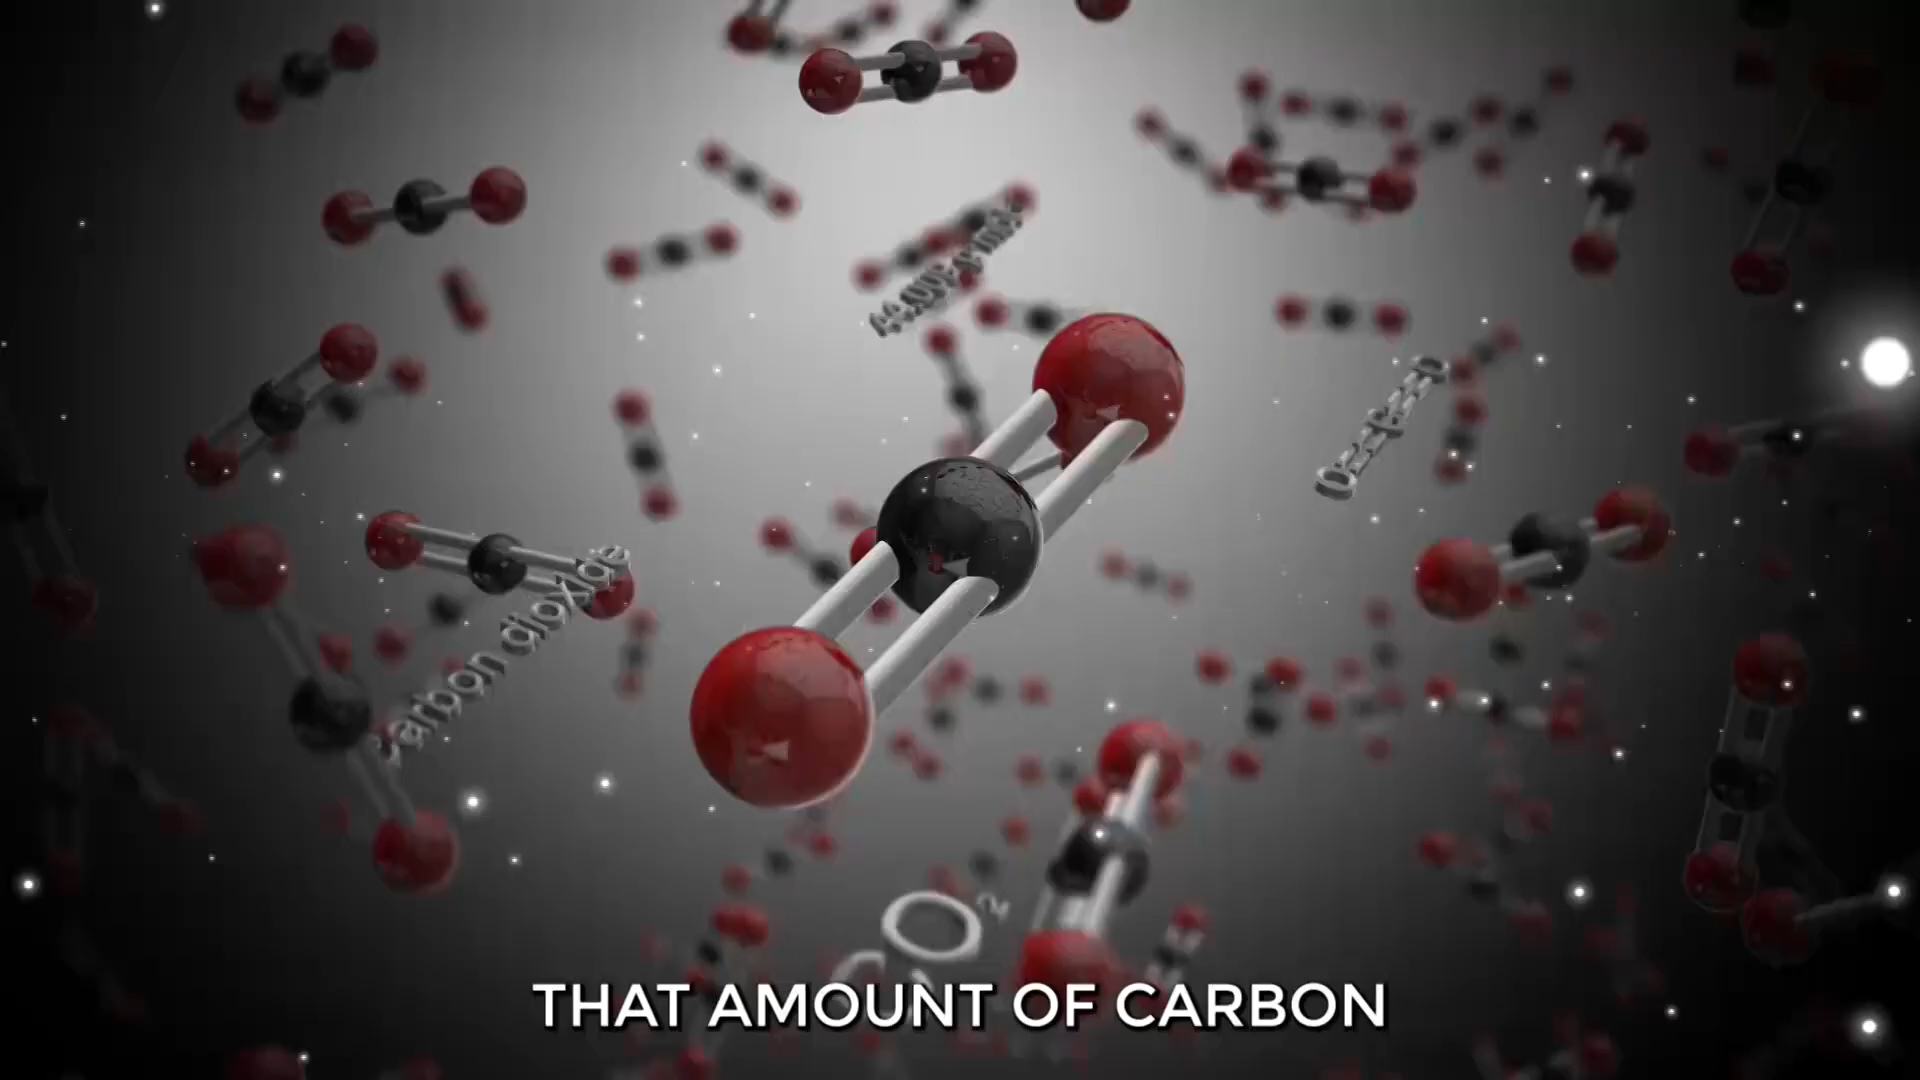 O=C=O
Carbon dioxide
CO2
THAT AMOUNT OF CARBON